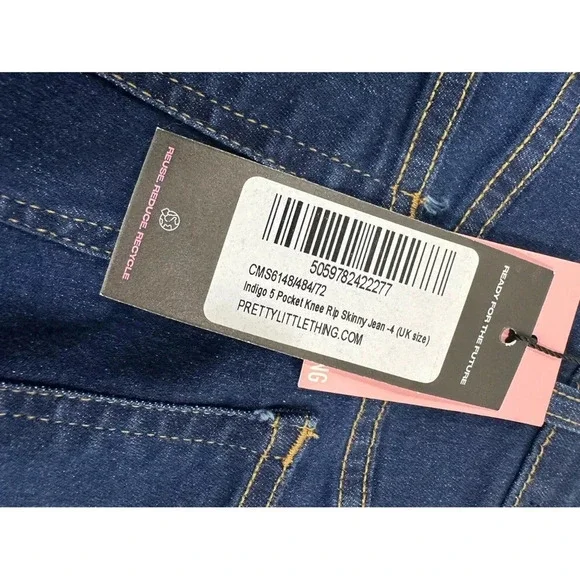 REUSE, REDUCE, RECYCLE
5059782422277
CMS6148/484/72
Indigo 5 Pocket Knee Rip Skinny Jean -4 (UK size)
PRETTYLITTLETHING.COM
READY FOR THE FUTURE
NG